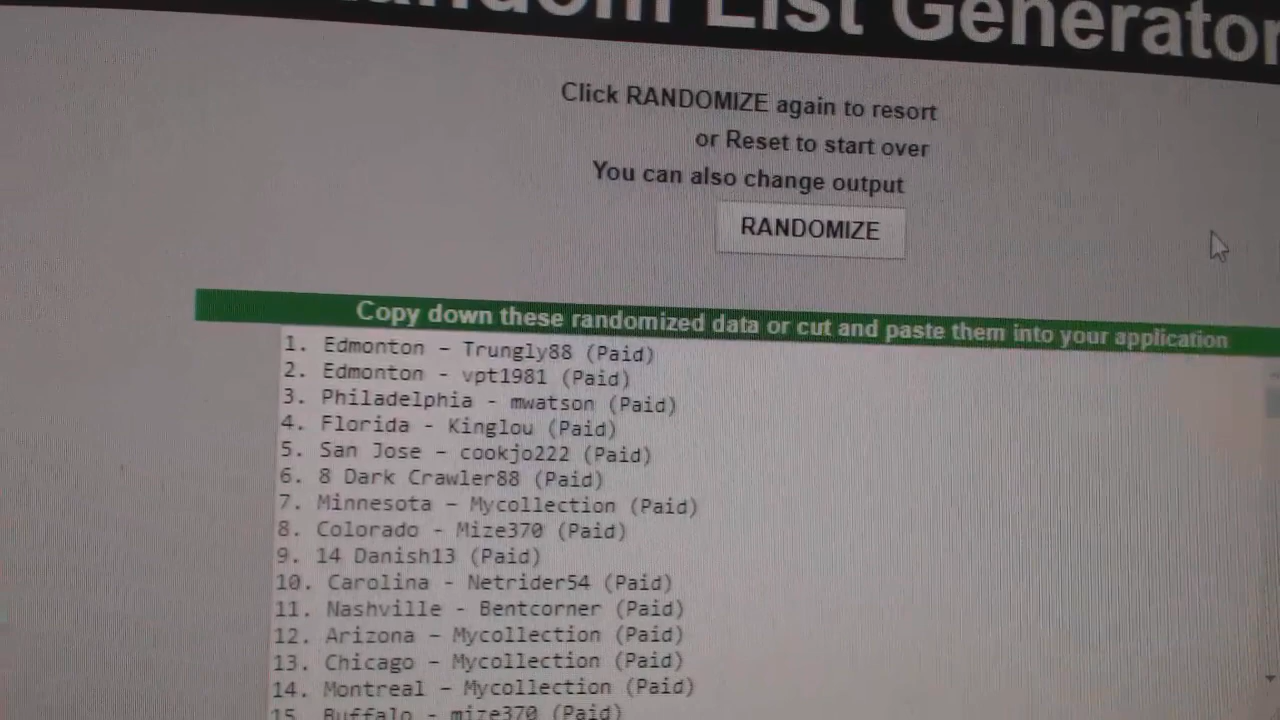 List Generator
Click RANDOMIZE again to resort
or Reset to start over
You can also change output
RANDOMIZE
Copy down these randomized data or cut and paste them into your application
1. Edmonton - Trungly88 (Paid)
2. Edmonton - vpt1981 (Paid)
3. Philadelphia - mwatson (Paid)
4. Florida - Kinglou (Paid)
5. San Jose - cookjo222 (Paid)
6. 8 Dark Crawler88 (Paid)
7. Minnesota - Mycollection (Paid)
8. Colorado - Mize370 (Paid)
9. 14 Danish13 (Paid)
10. Carolina - Netrider54 (Paid)
11. Nashville - Bentcorner (Paid)
12. Arizona - Mycollection (Paid)
13. Chicago - Mycollection (Paid)
14. Montreal - Mycollection (Paid)
15. Buffalo - mize370 (Paid)